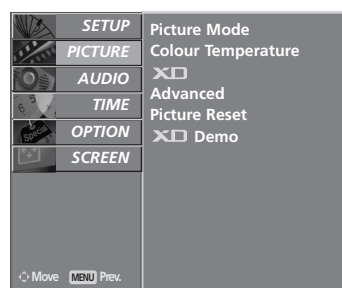 SETUP
PICTURE
AUDIO
TIME
OPTION
Special
SCREEN
Move MENU Prev.
Picture Mode
Colour Temperature
XD
Advanced
Picture Reset
XD Demo